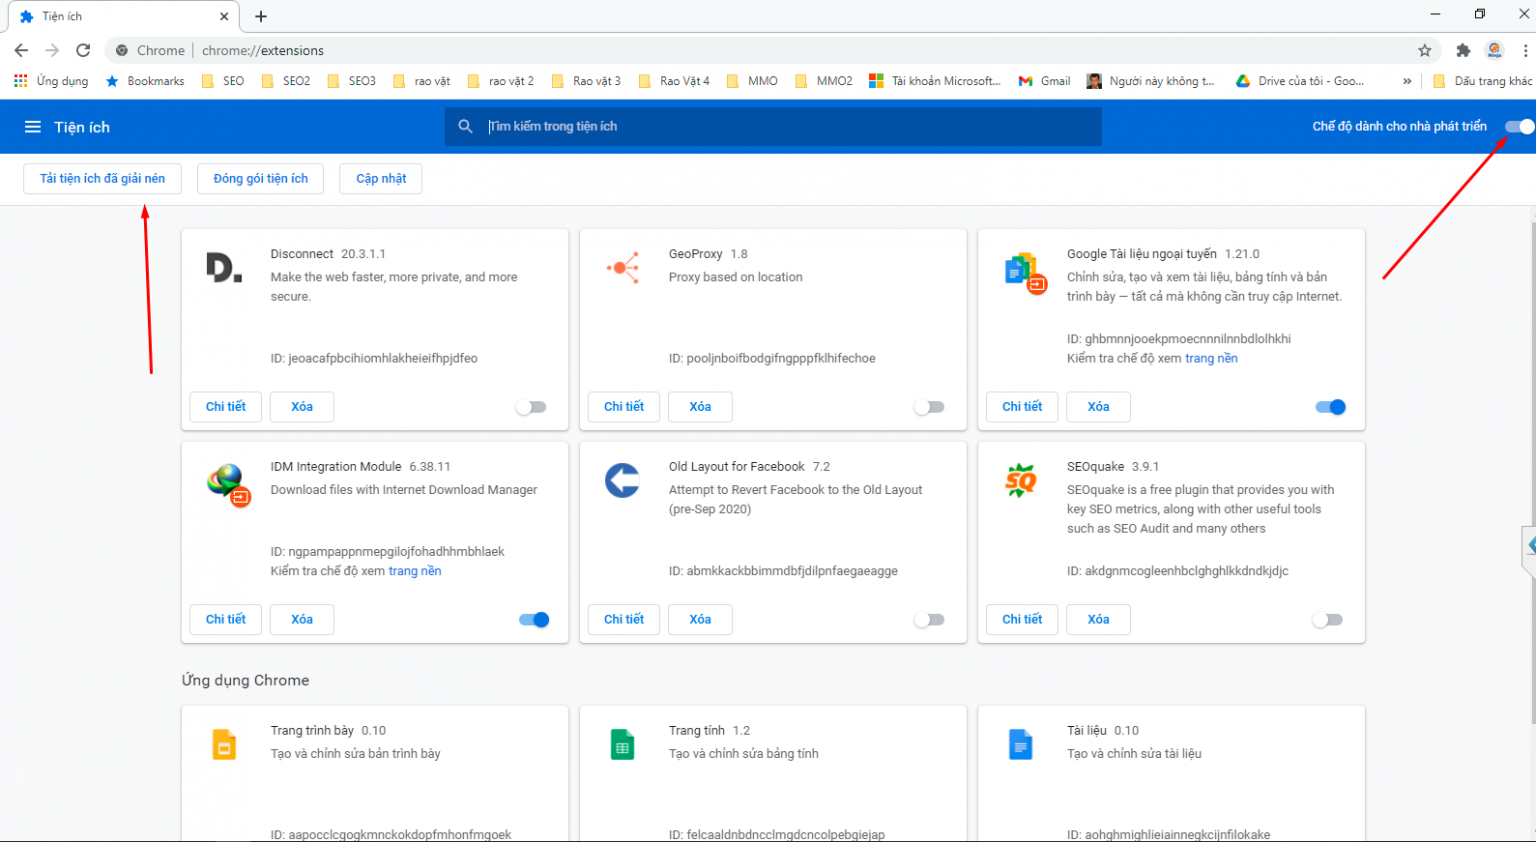 Tiện ích
Chrome | chrome://extensions
Ứng dụng Bookmarks SEO SEO2 SEO3 rao vặt rao vặt 2 Rao vặt 3 Rao Vặt 4 MMO MMO2 Tài khoản Microsoft... Gmail Người này không t... Drive của tôi - Goo... » Dấu trang khác
Tiện ích
Tìm kiếm trong tiện ích
Chế độ dành cho nhà phát triển
Tải tiện ích đã giải nén Đóng gói tiện ích Cập nhật
Disconnect 20.3.1.1
Make the web faster, more private, and more
secure.
ID: jeoacafpbcihiomhlakheieifhpjdfeo
Chi tiết Xóa
GeoProxy 1.8
Proxy based on location
ID: pooljnboifbodgifngpppfklhifechoe
Chi tiết Xóa
Google Tài liệu ngoại tuyến 1.21.0
Chỉnh sửa, tạo và xem tài liệu, bảng tính và bản
trình bày — tất cả mà không cần truy cập Internet.
ID: ghbmnnjooekpmoecnnnilnnbdlolhkhi
Kiểm tra chế độ xem trang nền
Chi tiết Xóa
IDM Integration Module 6.38.11
Download files with Internet Download Manager
ID: ngpampappnmepgilojfohadhhmbhlaek
Kiểm tra chế độ xem trang nền
Chi tiết Xóa
Old Layout for Facebook 7.2
Attempt to Revert Facebook to the Old Layout
(pre-Sep 2020)
ID: abmkkackbbimmdbfjdilpnfaegaeagge
Chi tiết Xóa
SEOquake 3.9.1
SEOquake is a free plugin that provides you with
key SEO metrics, along with other useful tools
such as SEO Audit and many others
ID: akdgnmcogleenhbclghghlkkdndkjdjc
Chi tiết Xóa
Ứng dụng Chrome
Trang trình bày 0.10
Tạo và chỉnh sửa bản trình bày
ID: aapocclcgogkmnckokdopfmhonfmgoek
Trang tính 1.2
Tạo và chỉnh sửa bảng tính
ID: felcaaldnbdncclmgdcncolpebgiejap
Tài liệu 0.10
Tạo và chỉnh sửa tài liệu
ID: aohghmighlieiainnegkcijnfilokake